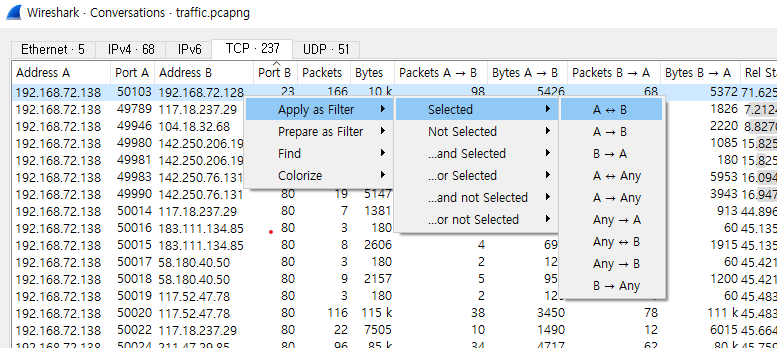 Wireshark · Conversations · traffic.pcapng
Ethernet · 5 IPv4 · 68 IPv6 TCP · 237 UDP · 51
Address A Port A Address B Port B Packets Bytes Packets A → B Bytes A → B Packets B → A Bytes B → A Rel Start
192.168.72.138 50103 192.168.72.128 23 166 10 k 98 5426 68 5372 71.625
192.168.72.138 49789 117.18.237.29 Apply as Filter Selected A ↔ B 1826 7.2124
192.168.72.138 49946 104.18.32.68 Prepare as Filter Not Selected A → B 2220 8.8270
192.168.72.138 49980 142.250.206.19 Find ...and Selected B → A 1085 15.825
192.168.72.138 49981 142.250.206.19 Colorize ...or Selected A ↔ Any 180 15.825
192.168.72.138 49983 142.250.76.131 5953 16.094
192.168.72.138 49990 142.250.76.131 80 19 5147 ...and not Selected A → Any 3943 16.947
192.168.72.138 50014 117.18.237.29 80 7 1381 ...or not Selected Any → A 913 44.896
192.168.72.138 50016 183.111.134.85 80 3 180 60 45.135
192.168.72.138 50015 183.111.134.85 80 8 2606 4 69 Any ↔ B 1915 45.135
192.168.72.138 50017 58.180.40.50 80 3 180 2 12 Any → B 60 45.421
192.168.72.138 50018 58.180.40.50 80 9 2157 5 95 B → Any 1200 45.421
192.168.72.138 50019 117.52.47.78 80 3 180 2 12 60 45.483
192.168.72.138 50020 117.52.47.78 80 116 115 k 38 3450 78 111 k 45.483
192.168.72.138 50022 117.18.237.29 80 22 7505 10 1490 12 6015 45.664
192.168.72.138 50024 211.47.29.85 80 96 85 k 34 4717 62 80 k 45.759